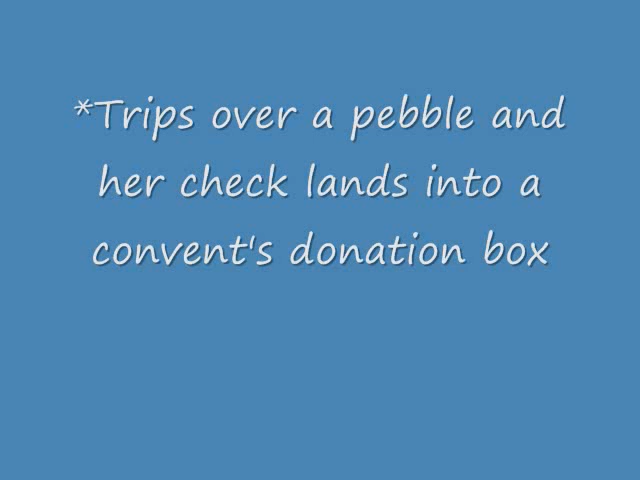 *Trips over a pebble and
her check lands into a
convent's donation box